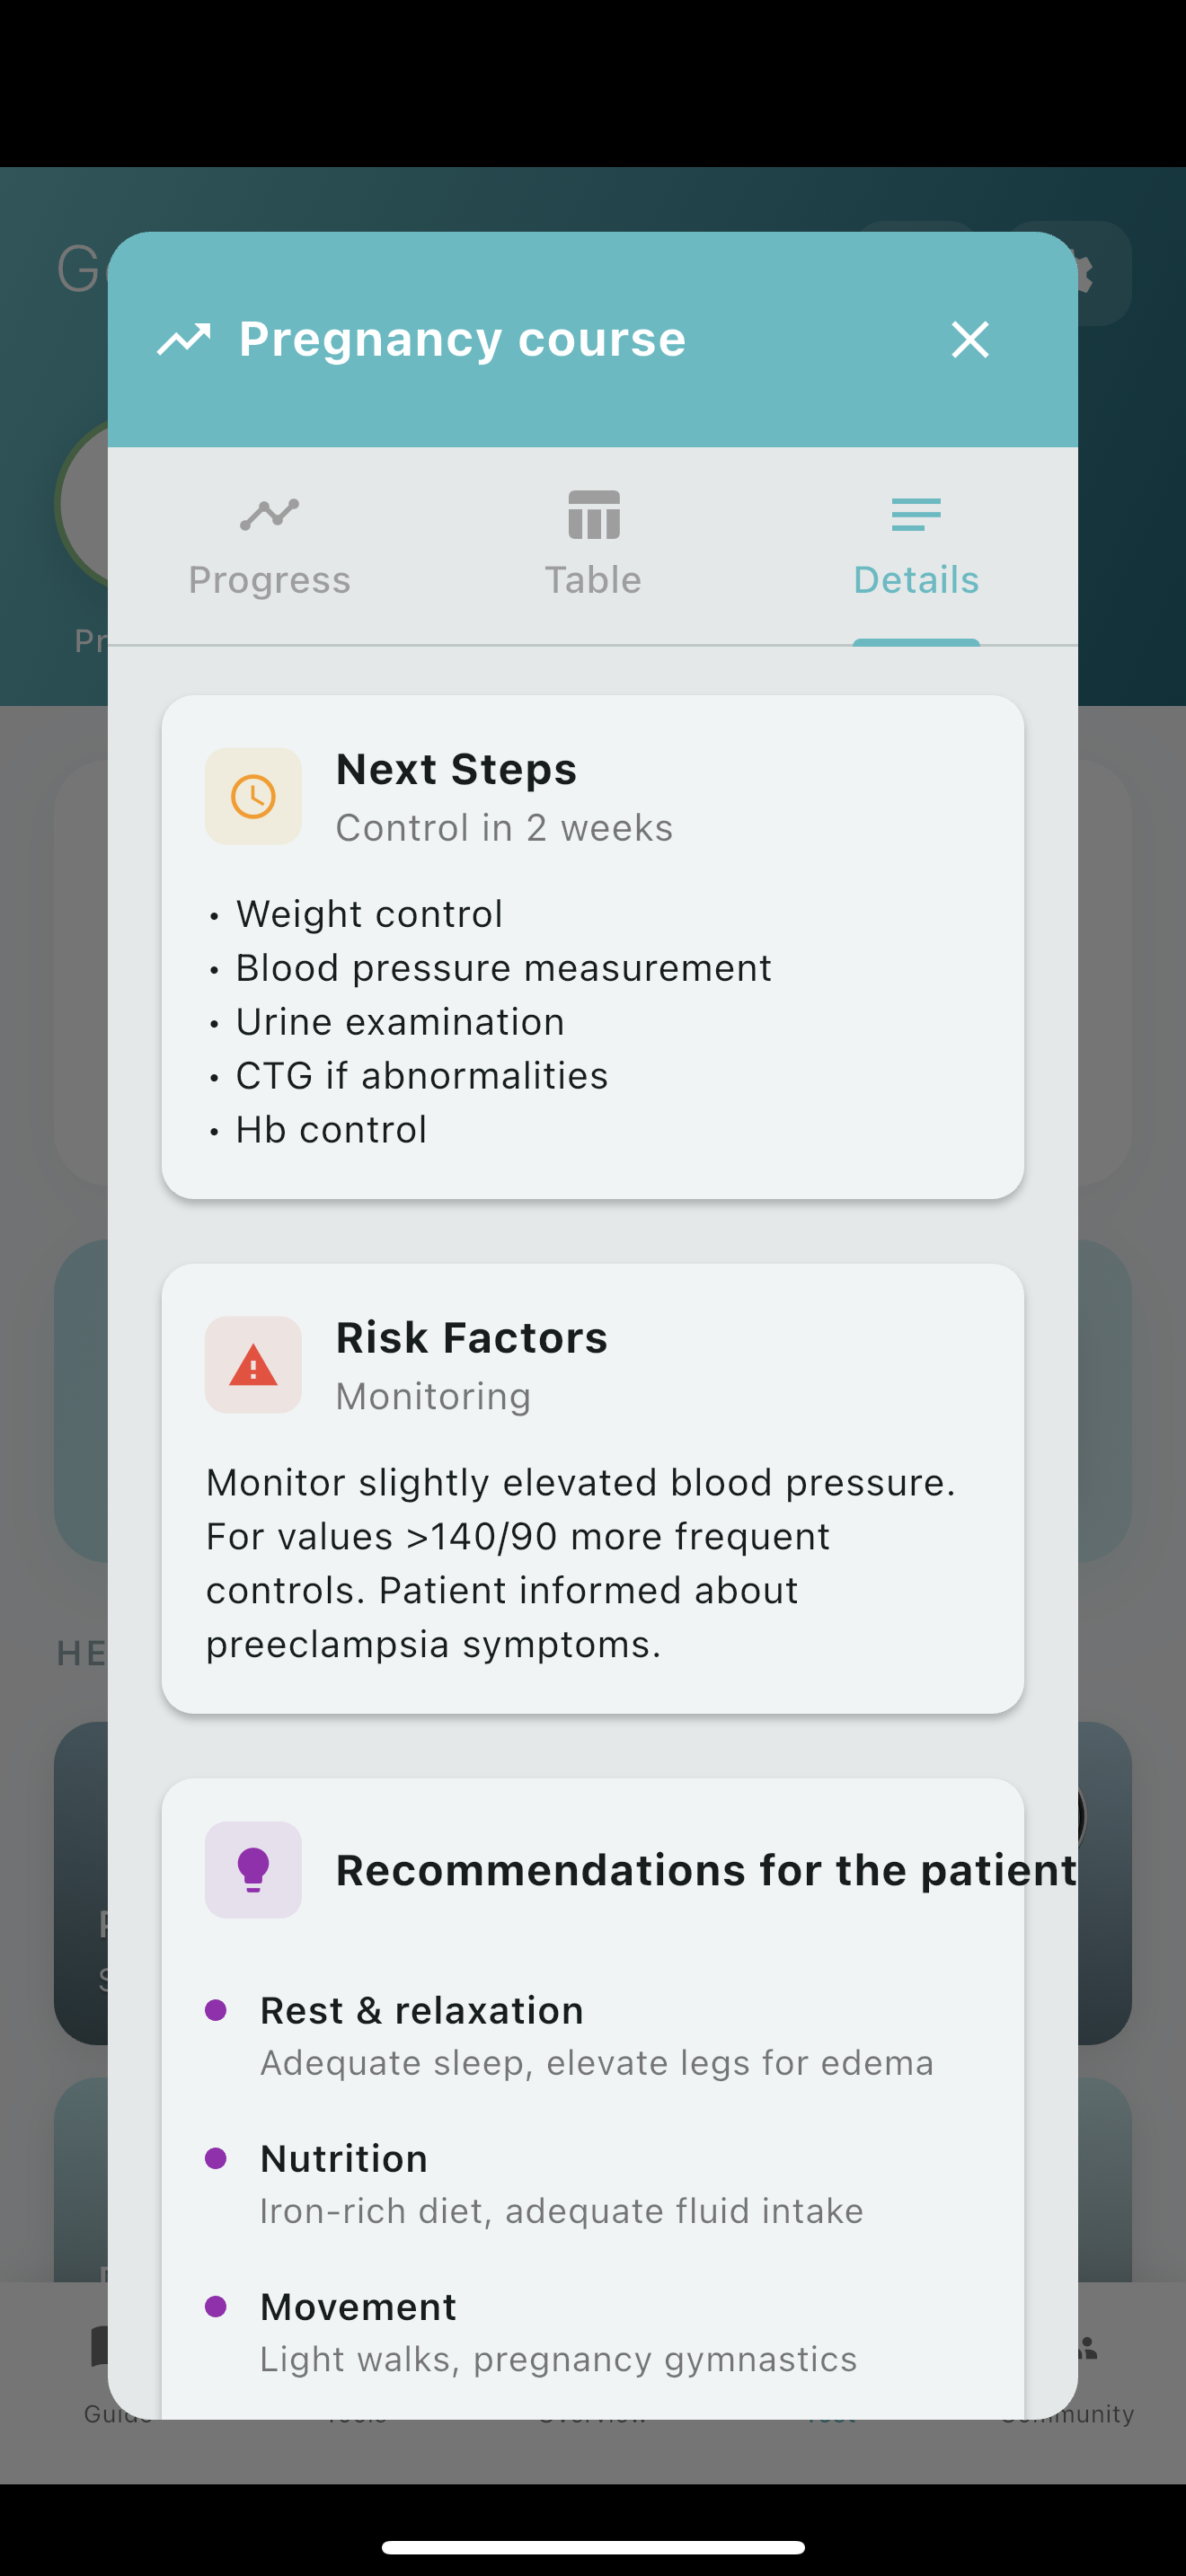 Pregnancy course
Progress
Table
Details
Next Steps
Control in 2 weeks
• Weight control
• Blood pressure measurement
• Urine examination
• CTG if abnormalities
• Hb control
Risk Factors
Monitoring
Monitor slightly elevated blood pressure.
For values >140/90 more frequent
controls. Patient informed about
preeclampsia symptoms.
Recommendations for the patient
Rest & relaxation
Adequate sleep, elevate legs for edema
Nutrition
Iron-rich diet, adequate fluid intake
Movement
Light walks, pregnancy gymnastics
Guide
Community